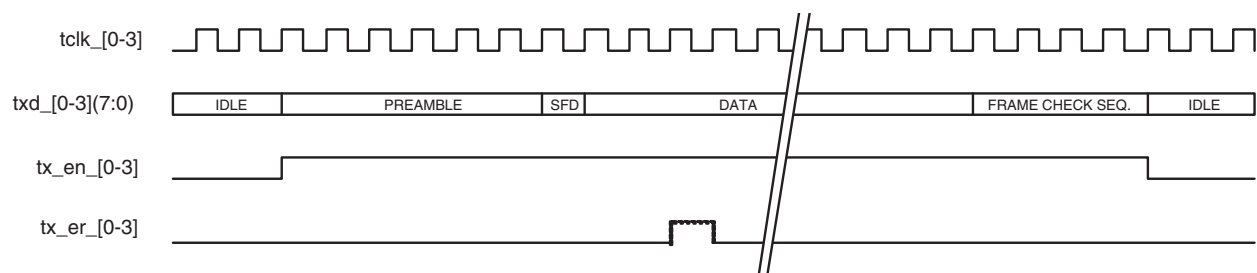 tclk_[0-3]
txd_[0-3](7:0) IDLE PREAMBLE SFD DATA FRAME CHECK SEQ. IDLE
tx_en_[0-3]
tx_er_[0-3]